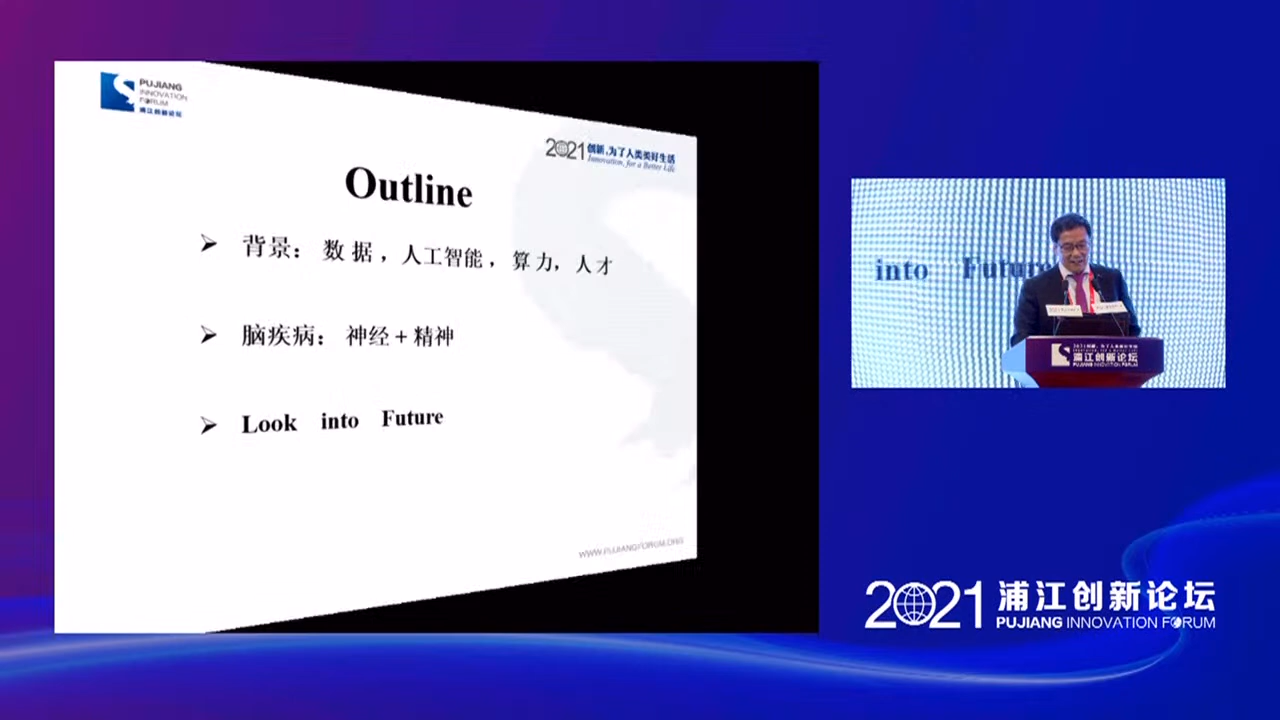 PUJIANG
INNOVATION
FORUM
浦江创新论坛
2021 创新,为了人类美好生活
Innovation, for a Better Life
Outline
➢ 背景： 数据，人工智能，算力，人才
➢ 脑疾病： 神经+精神
➢ Look into Future
WWW.PUJIANGFORUM.ORG
into Future
浦江创新论坛
PUJIANG INNOVATION FORUM
2021 浦江创新论坛
PUJIANG INNOVATION FORUM